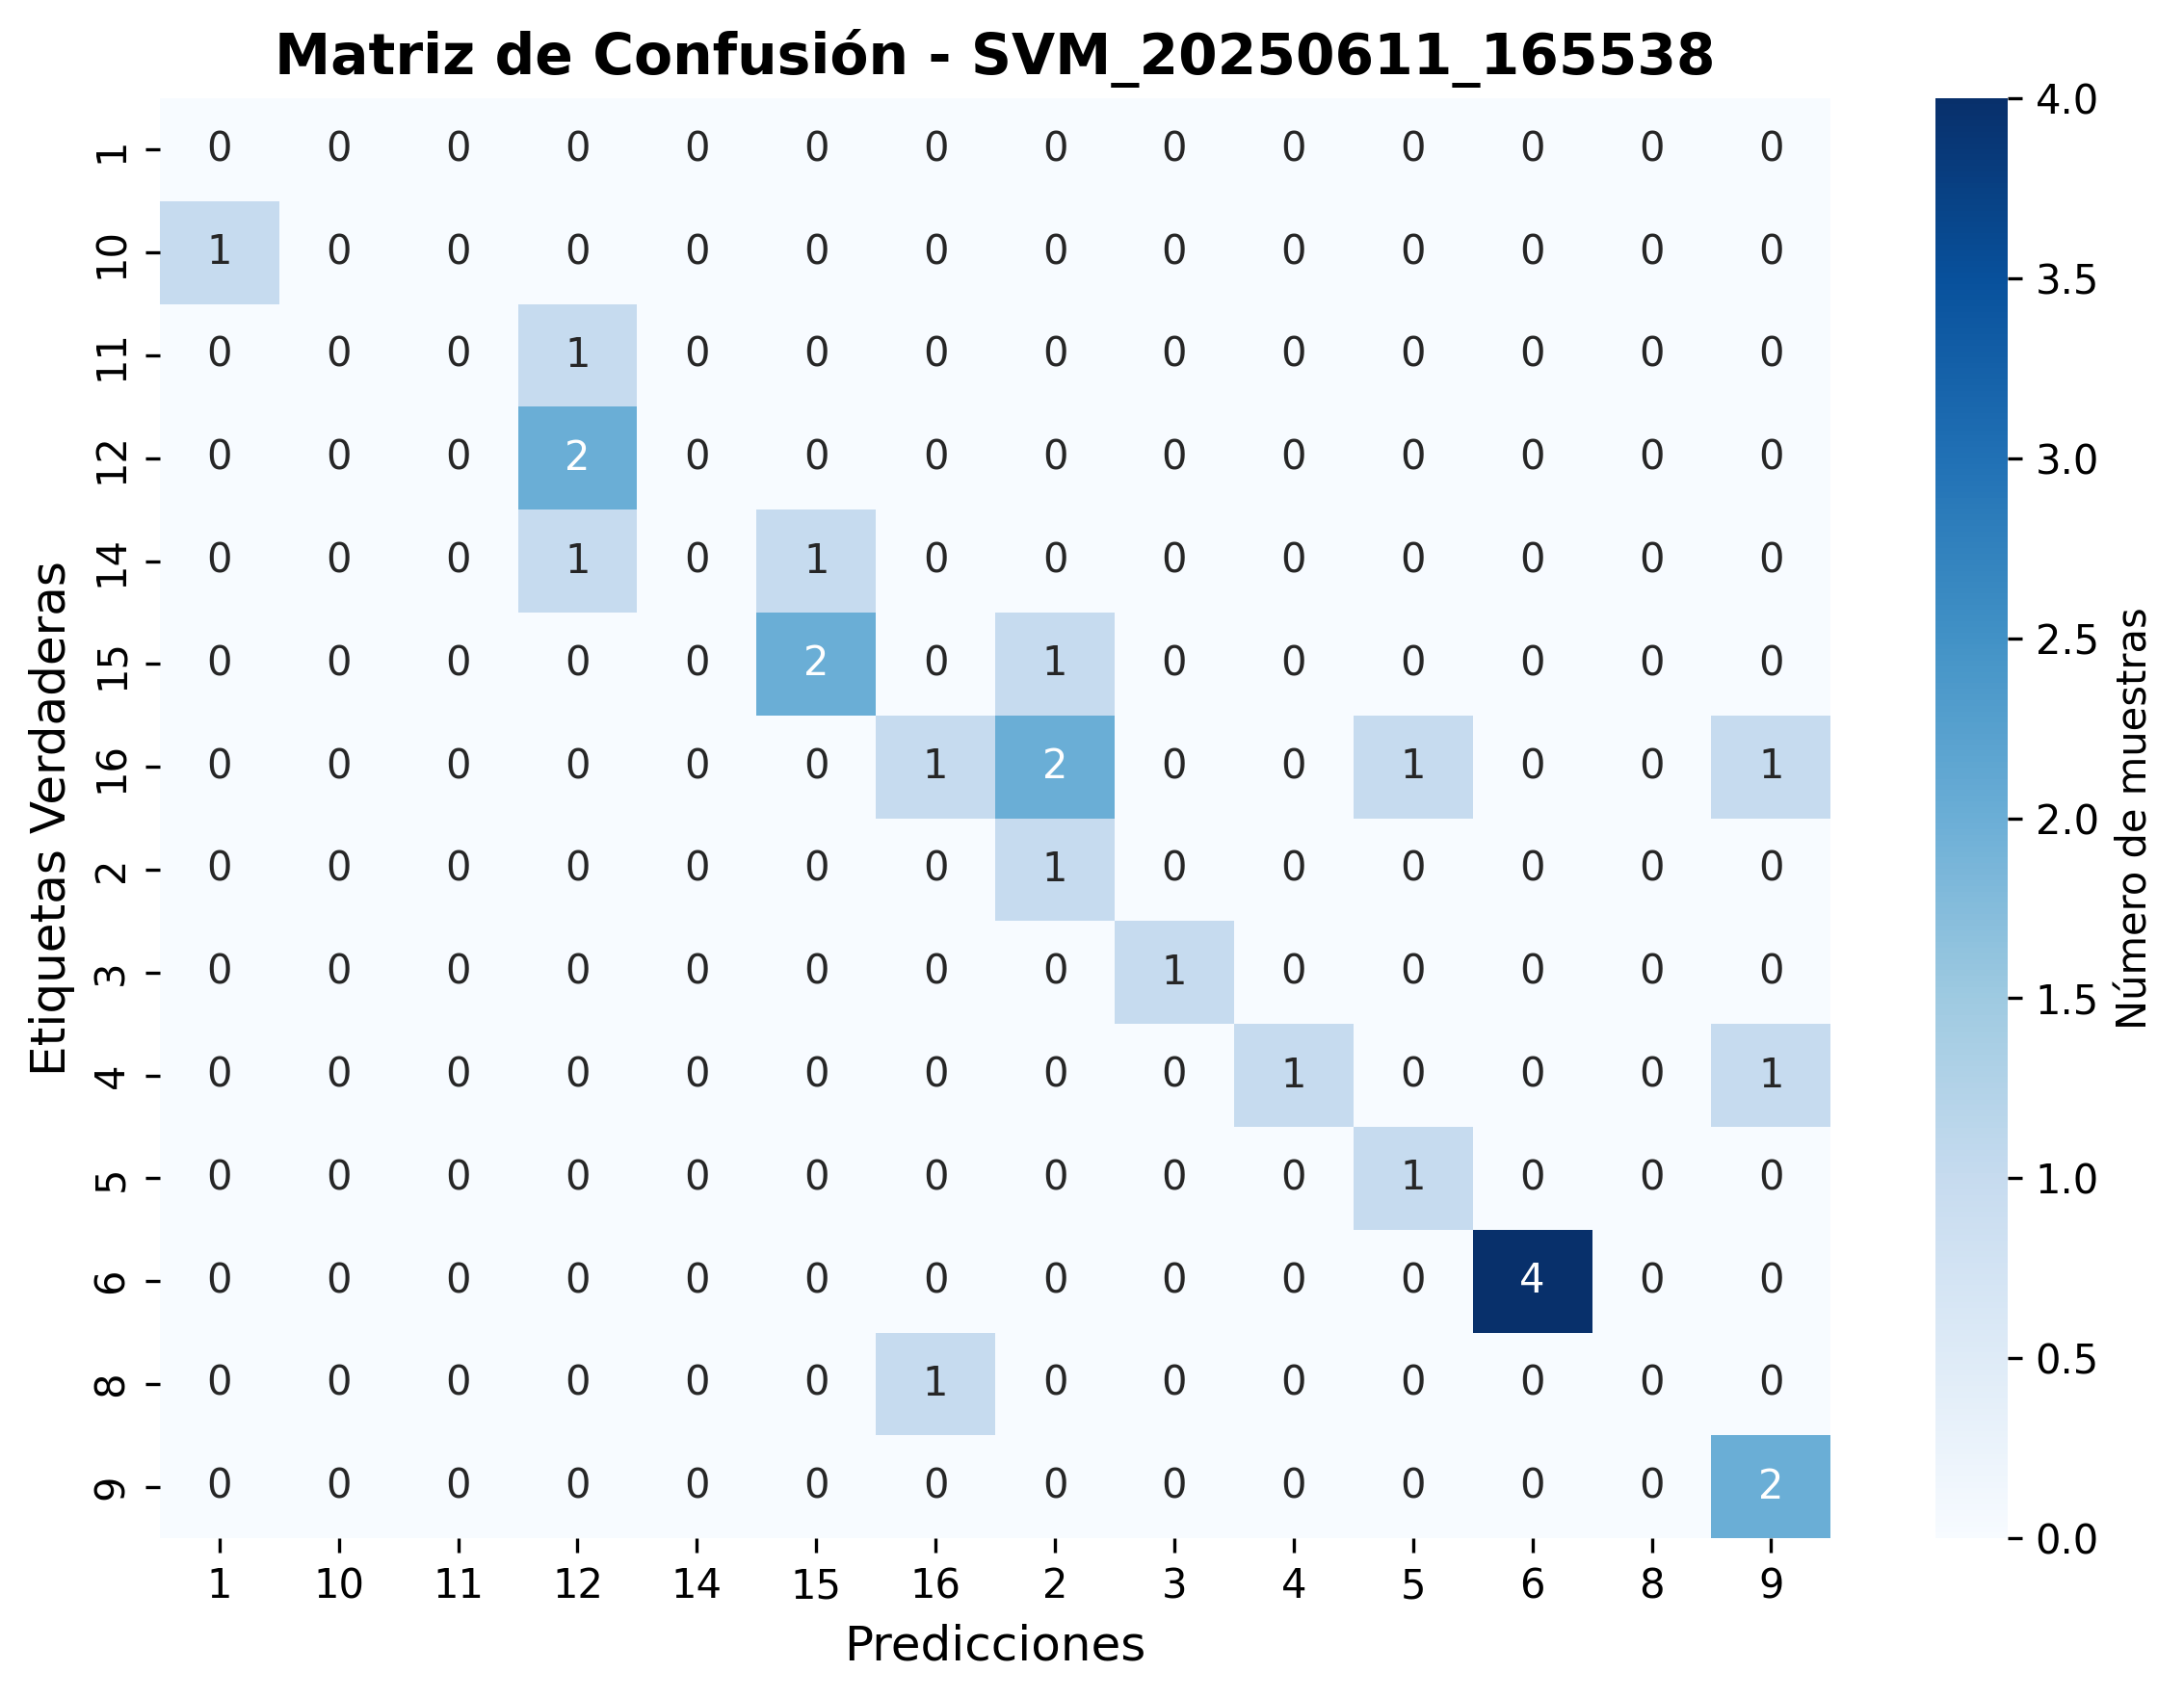 Matriz de Confusión - SVM_20250611_165538
Etiquetas Verdaderas
1 0 0 0 0 0 0 0 0 0 0 0 0 0 0
10 1 0 0 0 0 0 0 0 0 0 0 0 0 0
11 0 0 0 1 0 0 0 0 0 0 0 0 0 0
12 0 0 0 2 0 0 0 0 0 0 0 0 0 0
14 0 0 0 1 0 1 0 0 0 0 0 0 0 0
15 0 0 0 0 0 2 0 1 0 0 0 0 0 0
16 0 0 0 0 0 0 1 2 0 0 1 0 0 1
2 0 0 0 0 0 0 0 1 0 0 0 0 0 0
3 0 0 0 0 0 0 0 0 1 0 0 0 0 0
4 0 0 0 0 0 0 0 0 0 1 0 0 0 1
5 0 0 0 0 0 0 0 0 0 0 1 0 0 0
6 0 0 0 0 0 0 0 0 0 0 0 4 0 0
8 0 0 0 0 0 0 1 0 0 0 0 0 0 0
9 0 0 0 0 0 0 0 0 0 0 0 0 0 2
1 10 11 12 14 15 16 2 3 4 5 6 8 9
Predicciones
4.0
3.5
3.0
2.5
2.0
1.5
1.0
0.5
0.0
Número de muestras